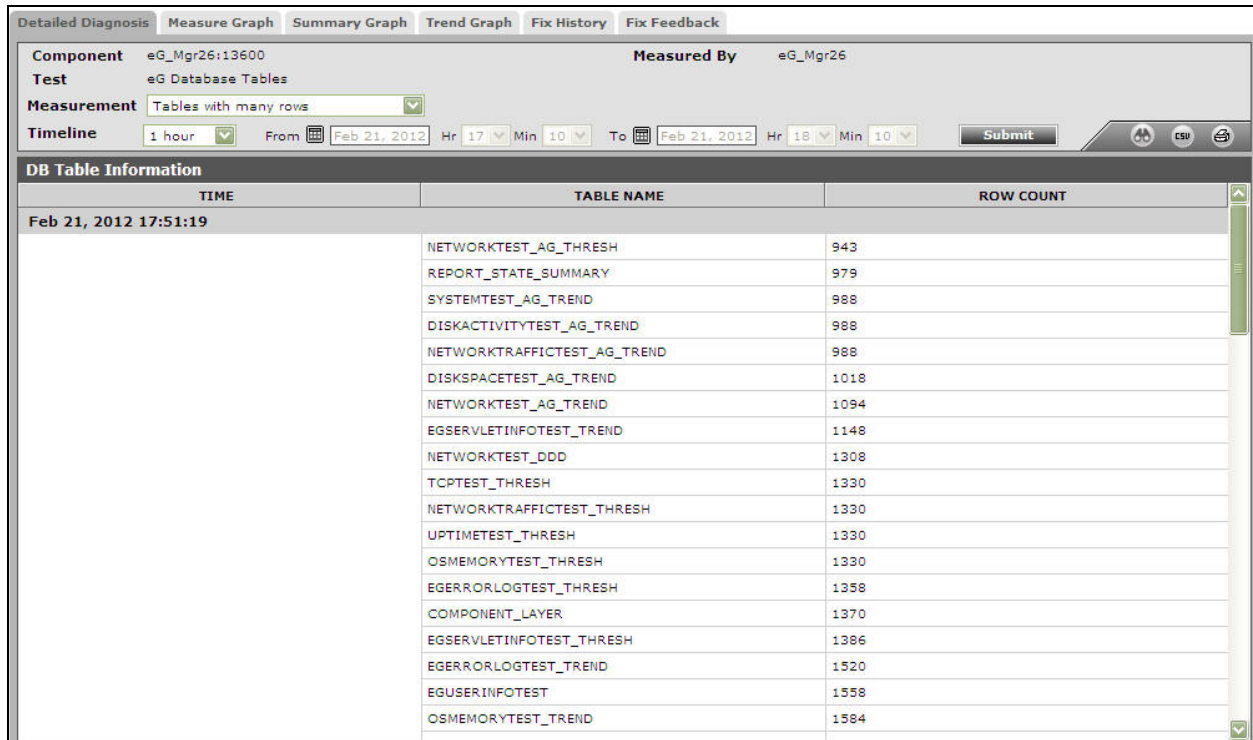 Detailed Diagnosis Measure Graph Summary Graph Trend Graph Fix History Fix Feedback
Component eG_Mgr26:13600 Measured By eG_Mgr26
Test eG Database Tables
Measurement Tables with many rows
Timeline 1 hour From Feb 21, 2012 Hr 17 Min 10 To Feb 21, 2012 Hr 18 Min 10 Submit CSV
DB Table Information
TIME TABLE NAME ROW COUNT
Feb 21, 2012 17:51:19
NETWORKTEST_AG_THRESH 943
REPORT_STATE_SUMMARY 979
SYSTEMTEST_AG_TREND 988
DISKACTIVITYTEST_AG_TREND 988
NETWORKTRAFFICTEST_AG_TREND 988
DISKSPACETEST_AG_TREND 1018
NETWORKTEST_AG_TREND 1094
EGSERVLETINFOTEST_TREND 1148
NETWORKTEST_DDD 1308
TCPTEST_THRESH 1330
NETWORKTRAFFICTEST_THRESH 1330
UPTIMETEST_THRESH 1330
OSMEMORYTEST_THRESH 1330
EGERRORLOGTEST_THRESH 1358
COMPONENT_LAYER 1370
EGSERVLETINFOTEST_THRESH 1386
EGERRORLOGTEST_TREND 1520
EGUSERINFOTEST 1558
OSMEMORYTEST_TREND 1584